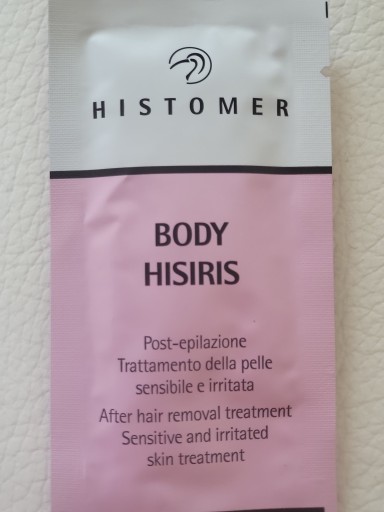 HISTOMER
BODY
HISIRIS
Post-epilazione
Trattamento della pelle
sensibile e irritata
After hair removal treatment
Sensitive and irritated
skin treatment